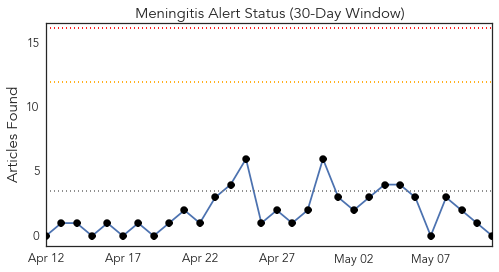 Meningitis Alert Status (30-Day Window)
Articles Found
15
10
5
0
Apr 12 Apr 17 Apr 22 Apr 27 May 02 May 07